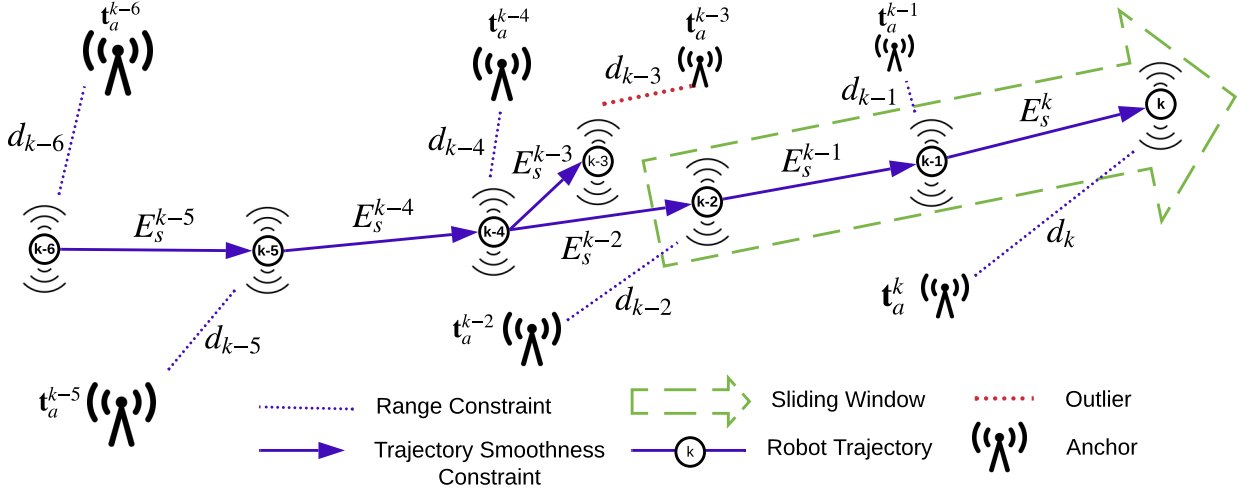 t_a^{k−6}
t_a^{k−4}
t_a^{k−3}
t_a^{k−1}
d_{k−6}
d_{k−4}
d_{k−3}
d_{k−1}
E_s^k
k
E_s^{k−3}
k-3
E_s^{k−1}
k-1
k-6
E_s^{k−5}
k-5
E_s^{k−4}
k-4
E_s^{k−2}
k-2
d_k
d_{k−5}
t_a^{k−2}
d_{k−2}
t_a^k
t_a^{k−5}
Range Constraint
Sliding Window
Outlier
Trajectory Smoothness
Constraint
k
Robot Trajectory
Anchor